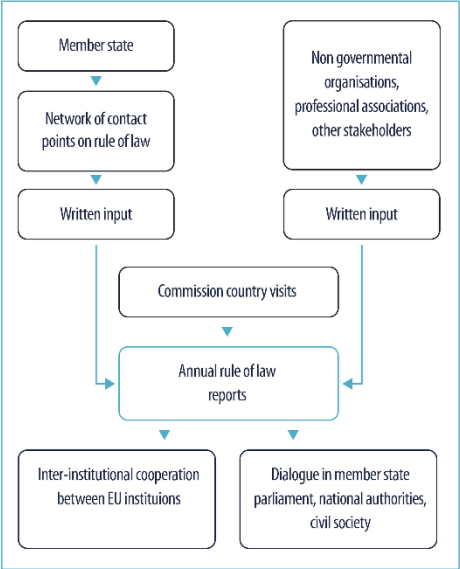 Member state
Network of contact
points on rule of law
Written input
Non governmental
organisations,
professional associations,
other stakeholders
Written input
Commission country visits
Annual rule of law
reports
Inter-institutional cooperation
between EU instituions
Dialogue in member state
parliament, national authorities,
civil society